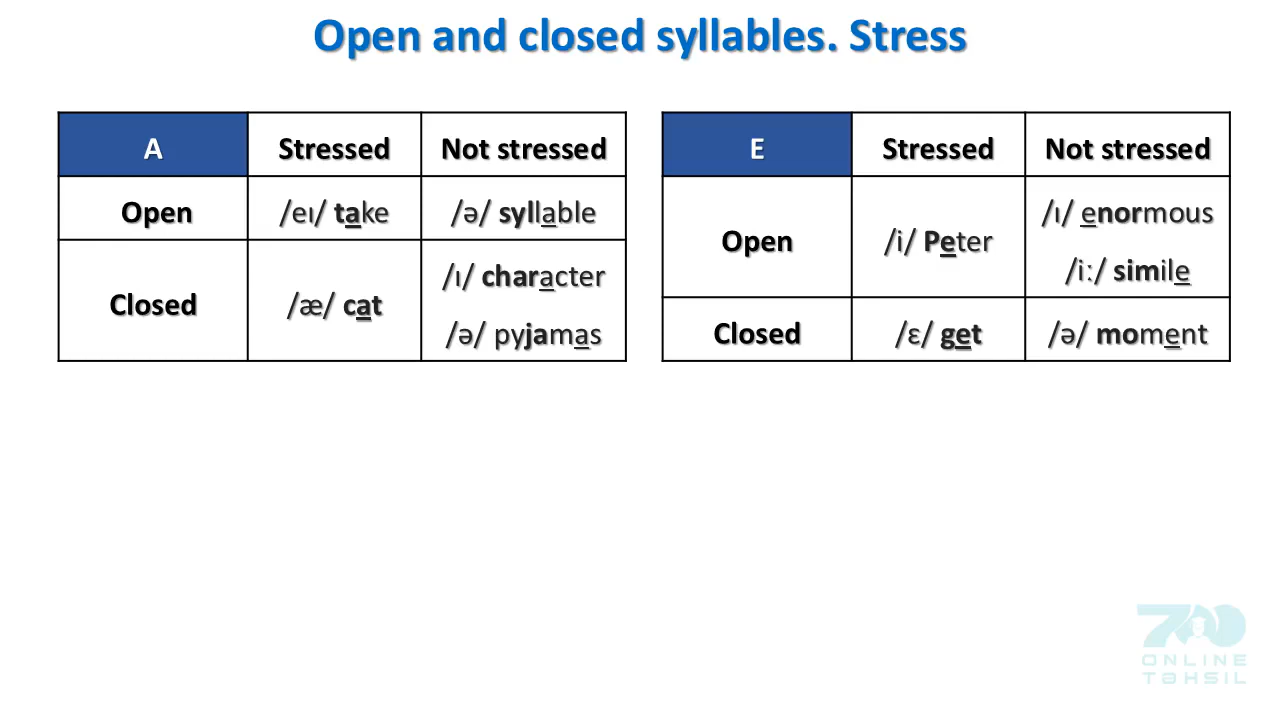 Open and closed syllables. Stress
A Stressed Not stressed
Open /eɪ/ take /ə/ syllable
Closed /æ/ cat /ɪ/ character
/ə/ pyjamas
E Stressed Not stressed
Open /i/ Peter /ɪ/ enormous
/iː/ simile
Closed /ɛ/ get /ə/ moment
700
ONLINE
TƏHSİL